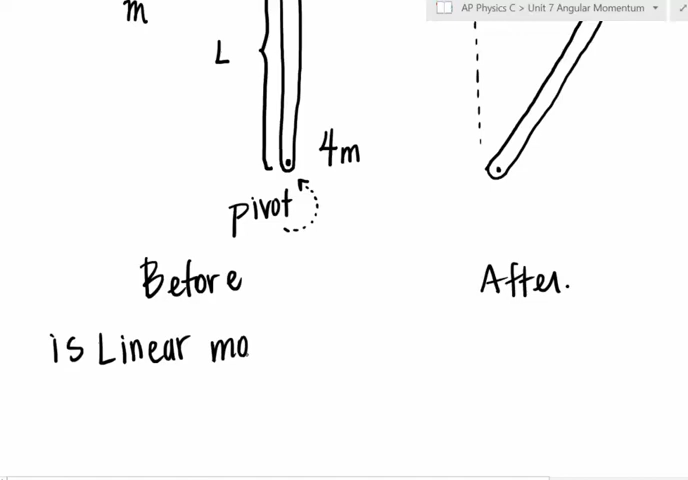 AP Physics C > Unit 7 Angular Momentum
m
L
4m
pivot
Before
After.
is Linear mo